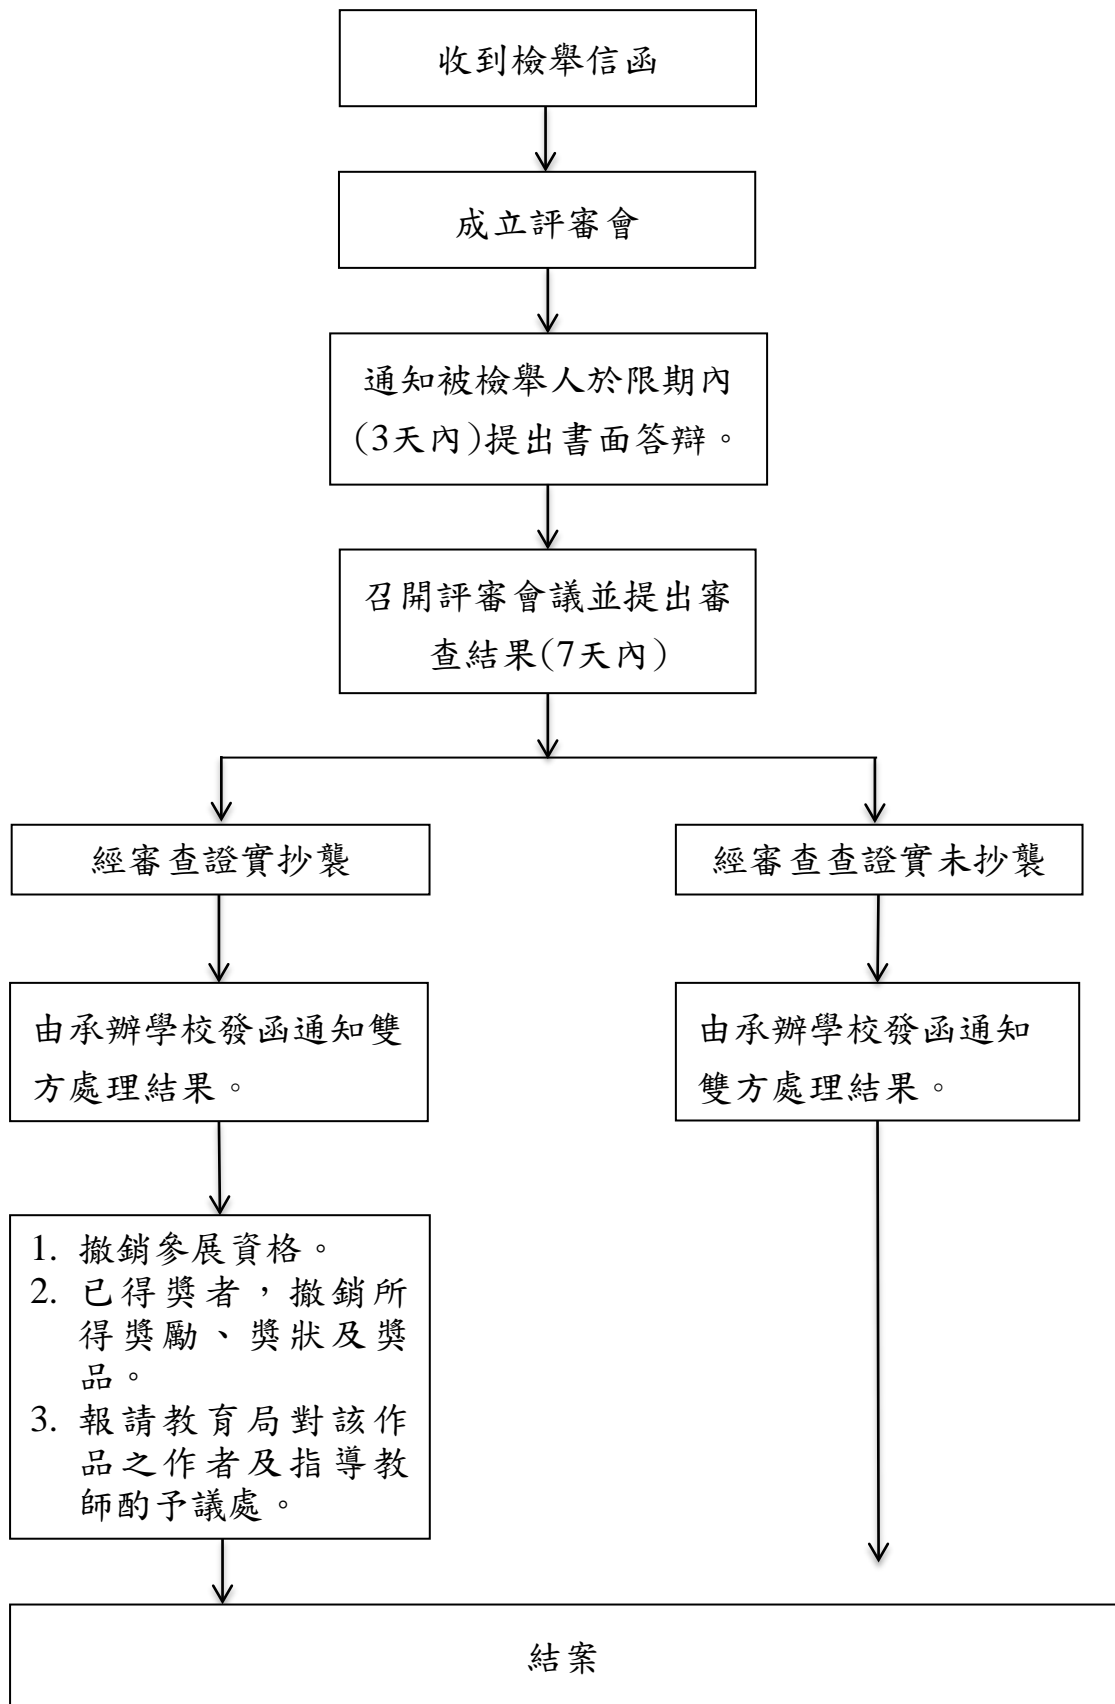 收到檢舉信函
成立評審會
通知被檢舉人於限期內
(3天內)提出書面答辯。
召開評審會議並提出審
查結果(7天內)
經審查證實抄襲
經審查查證實未抄襲
由承辦學校發函通知雙
方處理結果。
由承辦學校發函通知
雙方處理結果。
1. 撤銷參展資格。
2. 已得獎者，撤銷所
得獎勵、獎狀及獎
品。
3. 報請教育局對該作
品之作者及指導教
師酌予議處。
結案